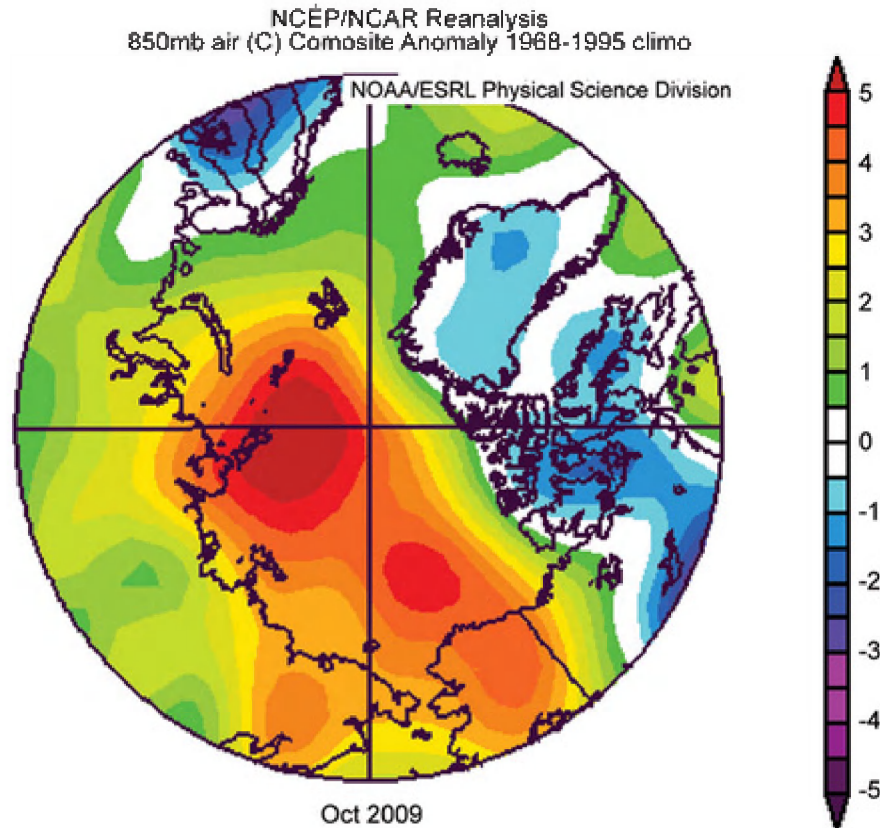 NCEP/NCAR Reanalysis
850mb air (C) Composite Anomaly 1968-1995 climo
NOAA/ESRL Physical Science Division
5
4
3
2
1
0
-1
-2
-3
-4
-5
Oct 2009